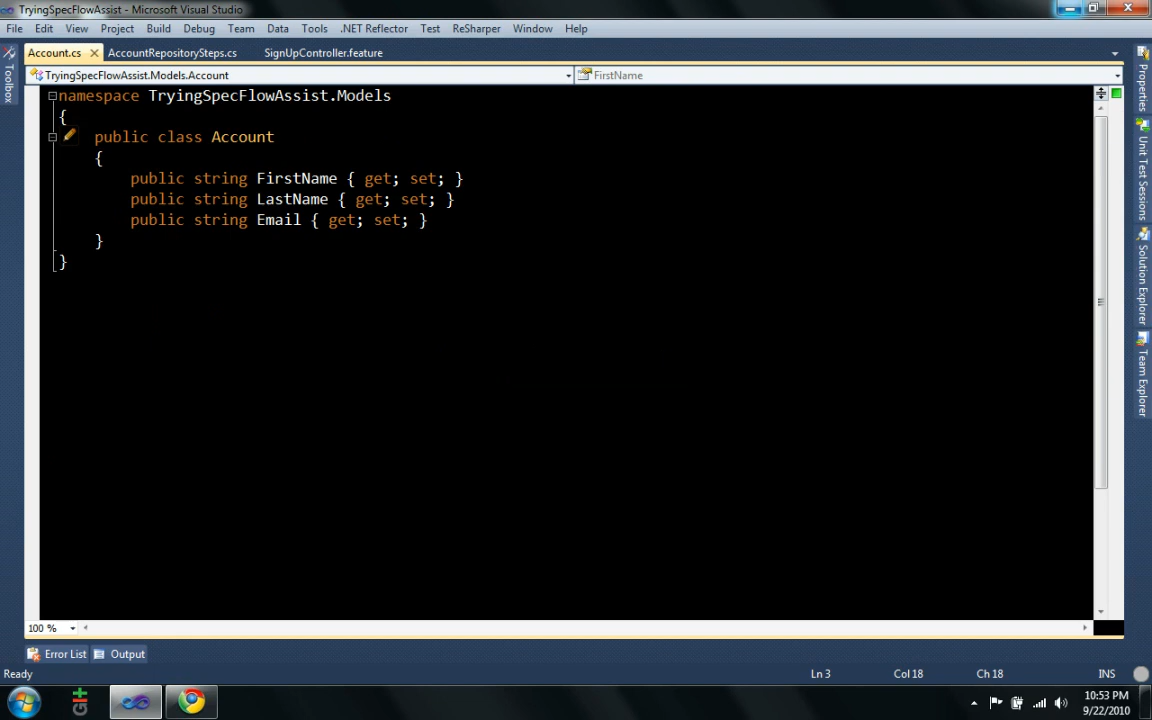 TryingSpecFlowAssist - Microsoft Visual Studio
File Edit View Project Build Debug Team Data Tools .NET Reflector Test ReSharper Window Help
Account.cs AccountRepositorySteps.cs SignUpController.feature
TryingSpecFlowAssist.Models.Account FirstName
namespace TryingSpecFlowAssist.Models
{
public class Account
{
public string FirstName { get; set; }
public string LastName { get; set; }
public string Email { get; set; }
}
}
Toolbox
Properties
Unit Test Sessions
Solution Explorer
Team Explorer
100 %
Error List Output
Ready Ln 3 Col 18 Ch 18 INS
Git
10:53 PM
9/22/2010